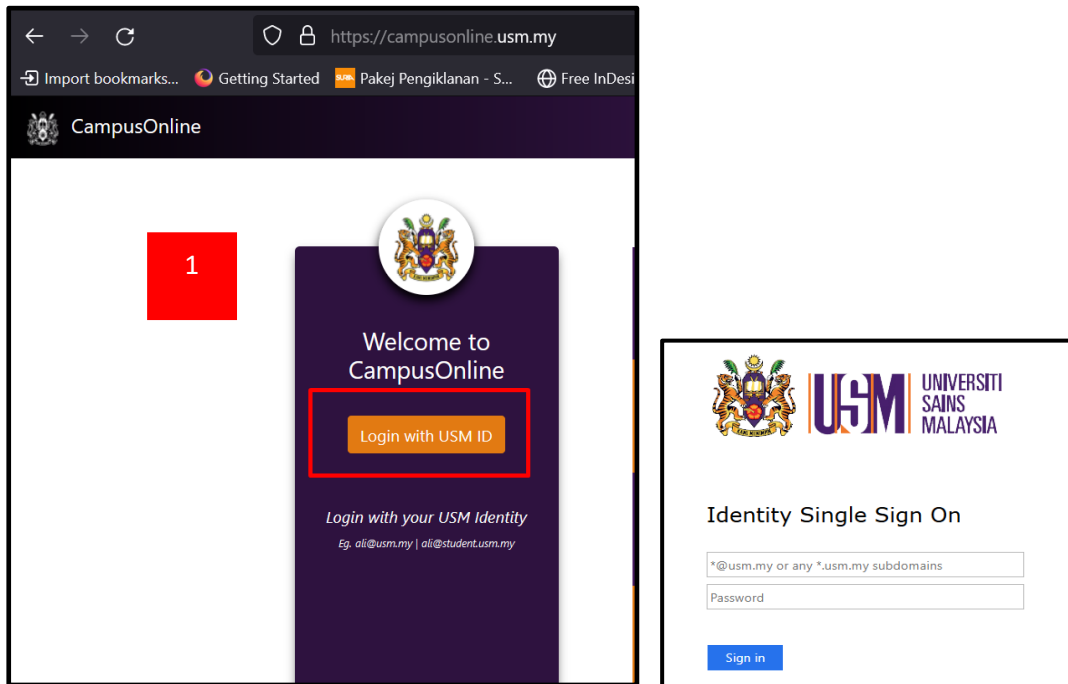 https://campusonline.usm.my
Import bookmarks...
Getting Started
Pakej Pengiklanan - S...
Free InDesi
CampusOnline
1
Welcome to
CampusOnline
Login with USM ID
Login with your USM Identity
Eg. ali@usm.my | ali@student.usm.my
USM
UNIVERSITI
SAINS
MALAYSIA
Identity Single Sign On
*@usm.my or any *.usm.my subdomains
Password
Sign in